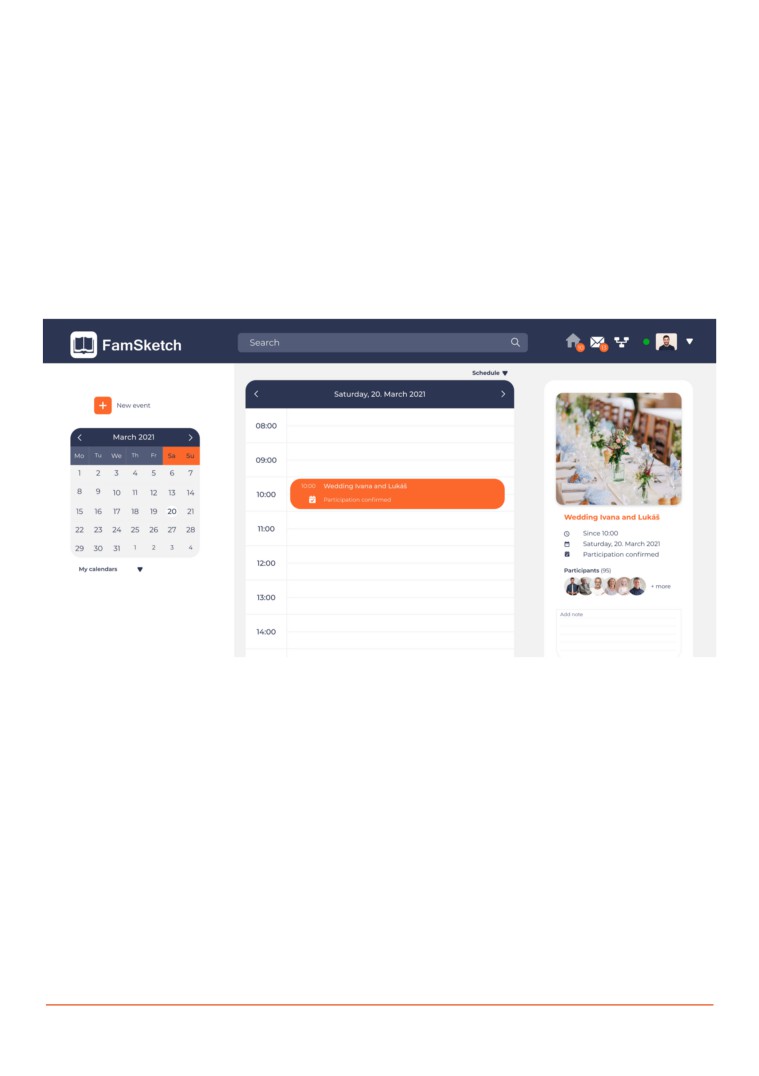 FamSketch
Search
Schedule
New event
March 2021
Mo Tu We Th Fr Sa Su
1 2 3 4 5 6 7
8 9 10 11 12 13 14
15 16 17 18 19 20 21
22 23 24 25 26 27 28
29 30 31 1 2 3 4
My calendars
Saturday, 20. March 2021
08:00
09:00
10:00
10:00 Wedding Ivana and Lukáš
Participation confirmed
11:00
12:00
13:00
14:00
Wedding Ivana and Lukáš
Since 10:00
Saturday, 20. March 2021
Participation confirmed
Participants (95)
+ more
Add note